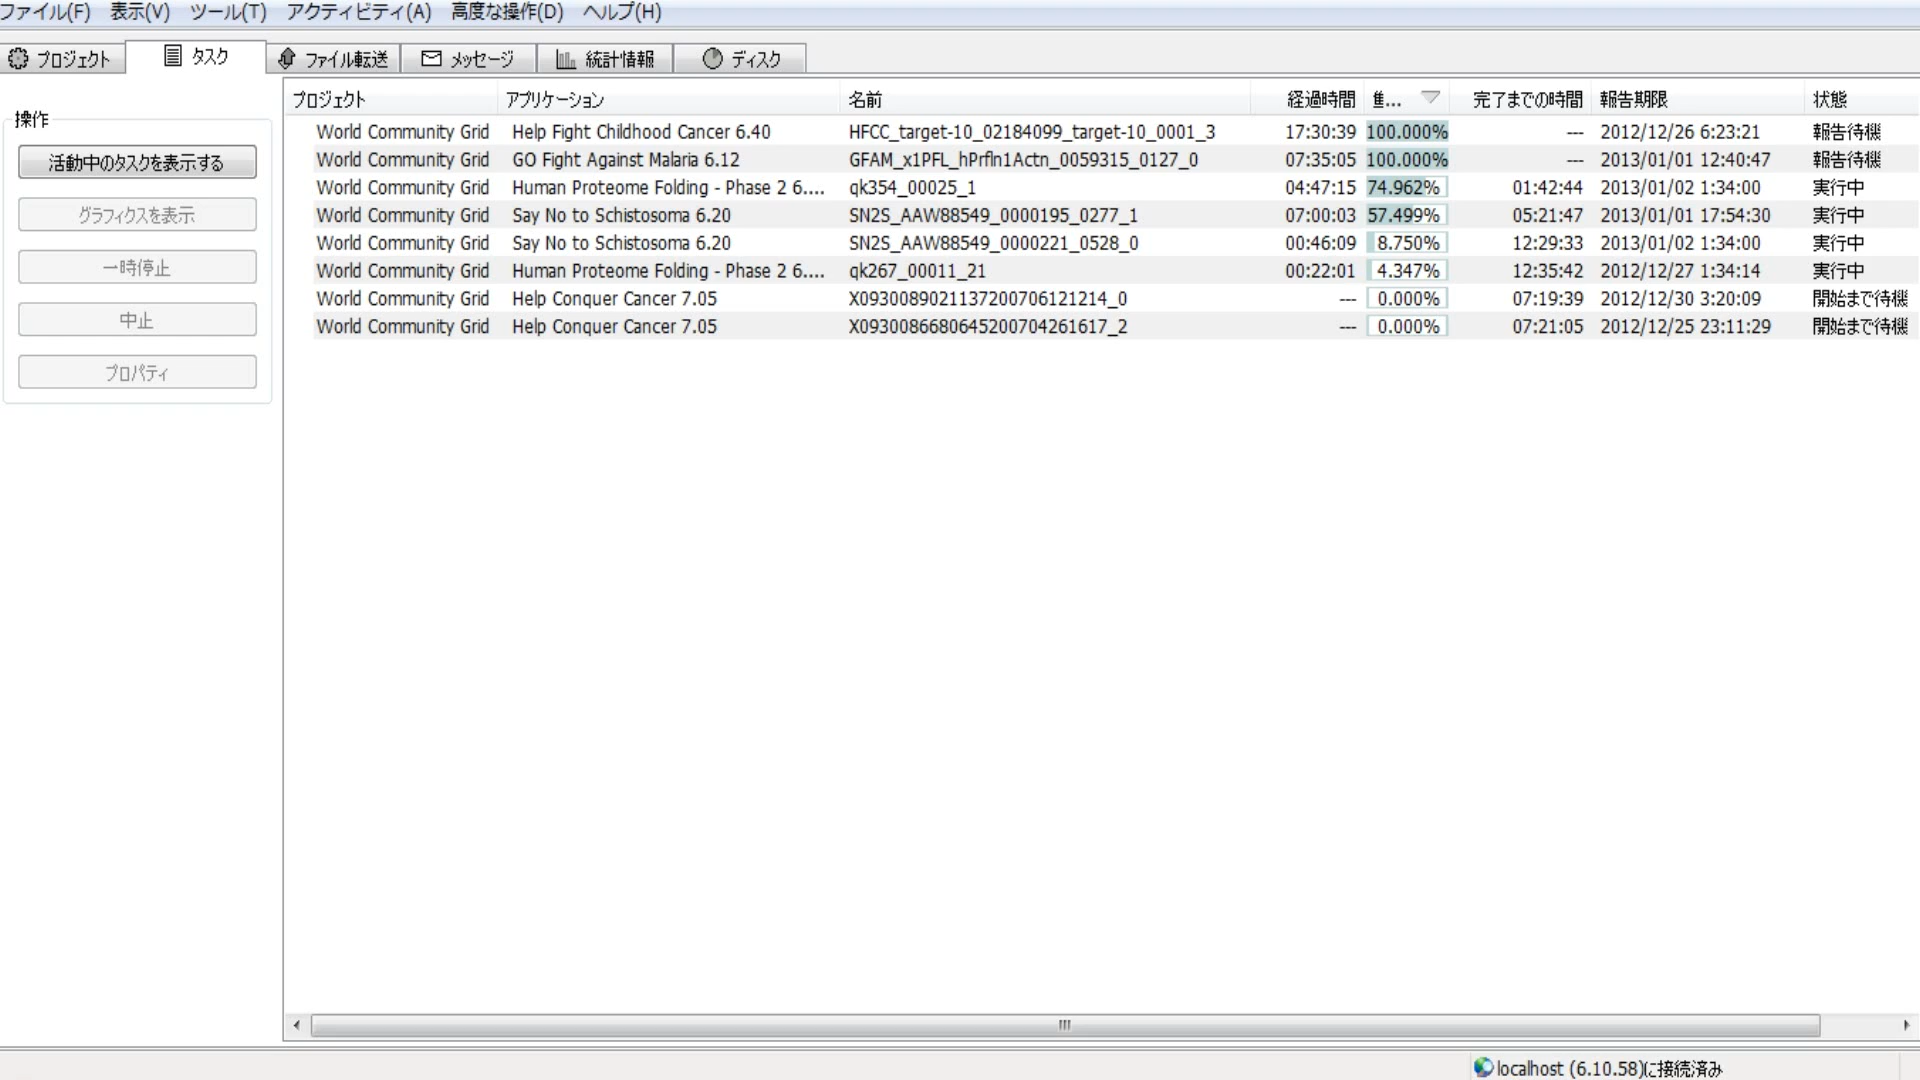 ファイル(F) 表示(V) ツール(T) アクティビティ(A) 高度な操作(D) ヘルプ(H)
プロジェクト タスク ファイル転送 メッセージ 統計情報 ディスク
操作
活動中のタスクを表示する
グラフィクスを表示
一時停止
中止
プロパティ
プロジェクト アプリケーション 名前 経過時間 ... 完了までの時間 報告期限 状態
World Community Grid Help Fight Childhood Cancer 6.40 HFCC_target-10_02184099_target-10_0001_3 17:30:39 100.000% --- 2012/12/26 6:23:21 報告待機
World Community Grid GO Fight Against Malaria 6.12 GFAM_x1PFL_hPrfln1Actn_0059315_0127_0 07:35:05 100.000% --- 2013/01/01 12:40:47 報告待機
World Community Grid Human Proteome Folding - Phase 2 6.... qk354_00025_1 04:47:15 74.962% 01:42:44 2013/01/02 1:34:00 実行中
World Community Grid Say No to Schistosoma 6.20 SN2S_AAW88549_0000195_0277_1 07:00:03 57.499% 05:21:47 2013/01/01 17:54:30 実行中
World Community Grid Say No to Schistosoma 6.20 SN2S_AAW88549_0000221_0528_0 00:46:09 8.750% 12:29:33 2013/01/02 1:34:00 実行中
World Community Grid Human Proteome Folding - Phase 2 6.... qk267_00011_21 00:22:01 4.347% 12:35:42 2012/12/27 1:34:14 実行中
World Community Grid Help Conquer Cancer 7.05 X0930089021137200706121214_0 --- 0.000% 07:19:39 2012/12/30 3:20:09 開始まで待機
World Community Grid Help Conquer Cancer 7.05 X0930086680645200704261617_2 --- 0.000% 07:21:05 2012/12/25 23:11:29 開始まで待機
localhost (6.10.58)に接続済み